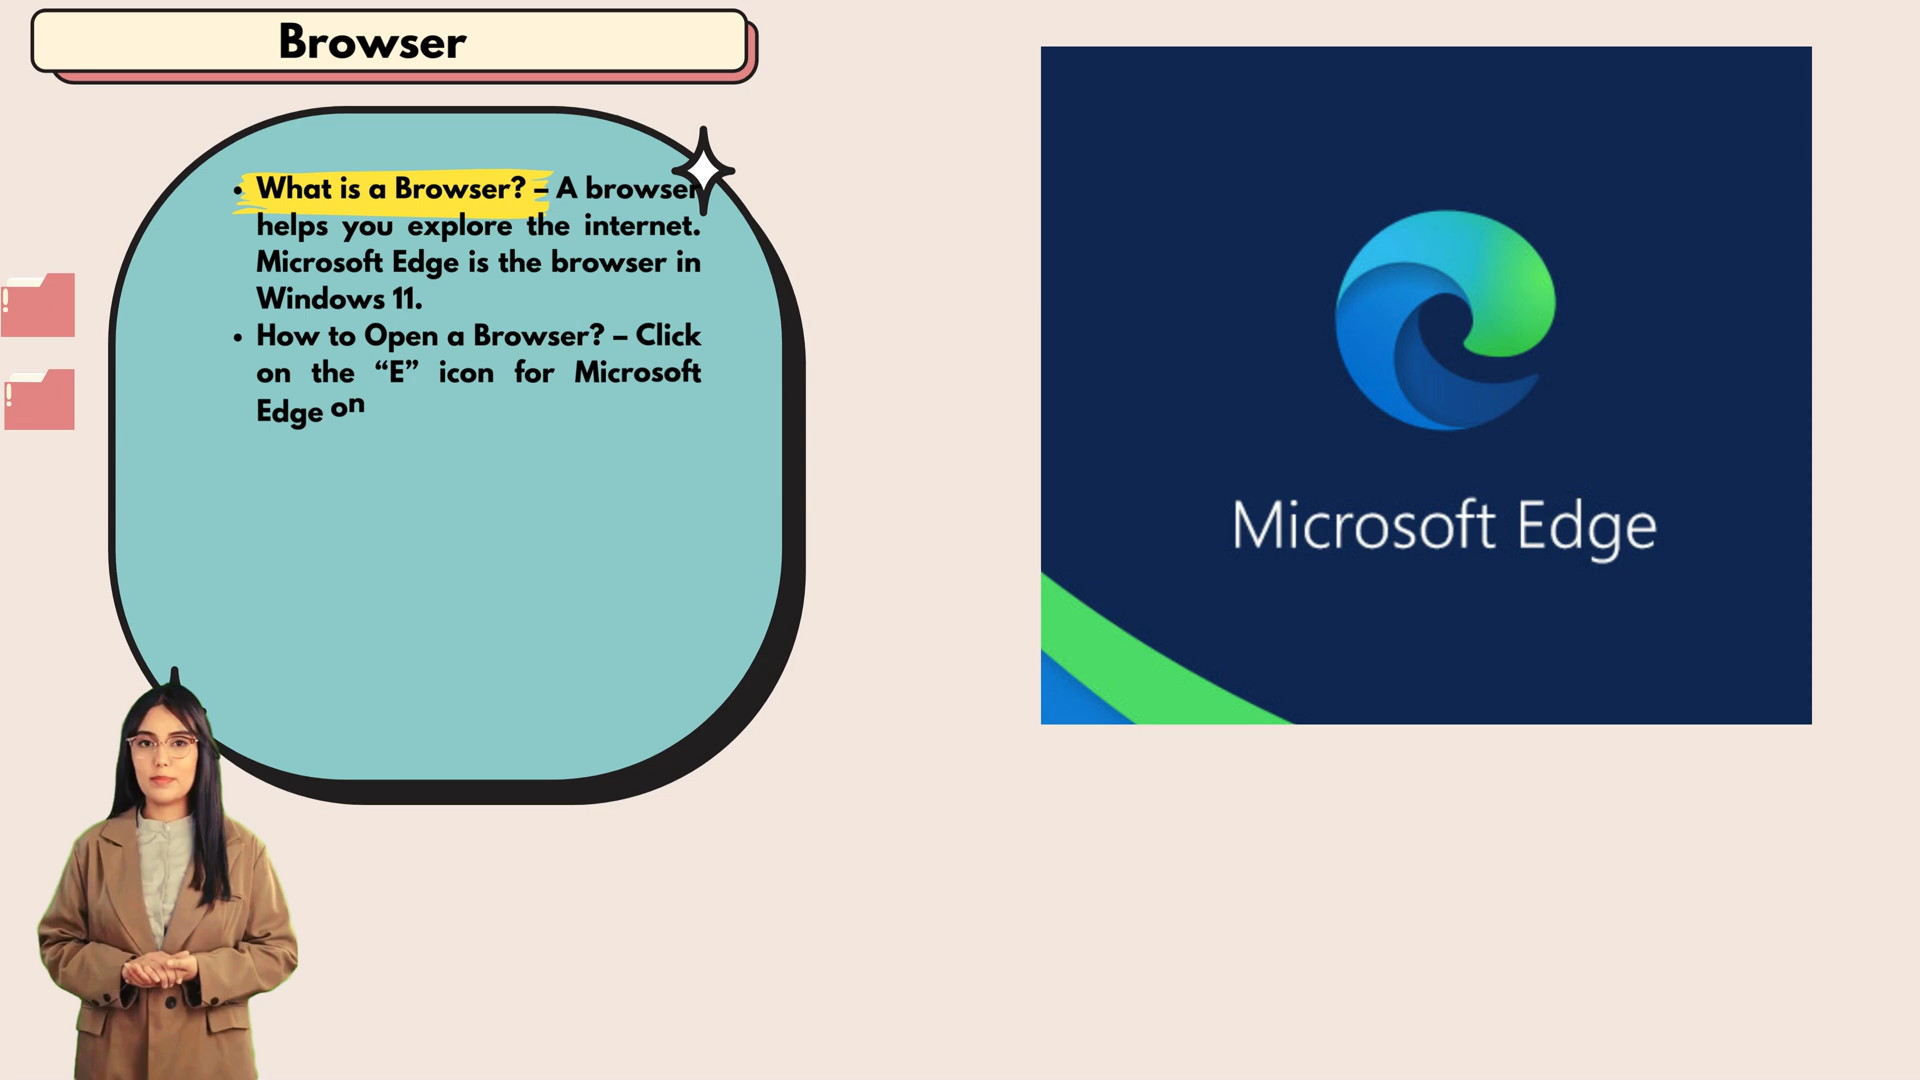 Browser
• What is a Browser? – A browser
helps you explore the internet.
Microsoft Edge is the browser in
Windows 11.
• How to Open a Browser? – Click
on the “E” icon for Microsoft
Edge on
Microsoft Edge